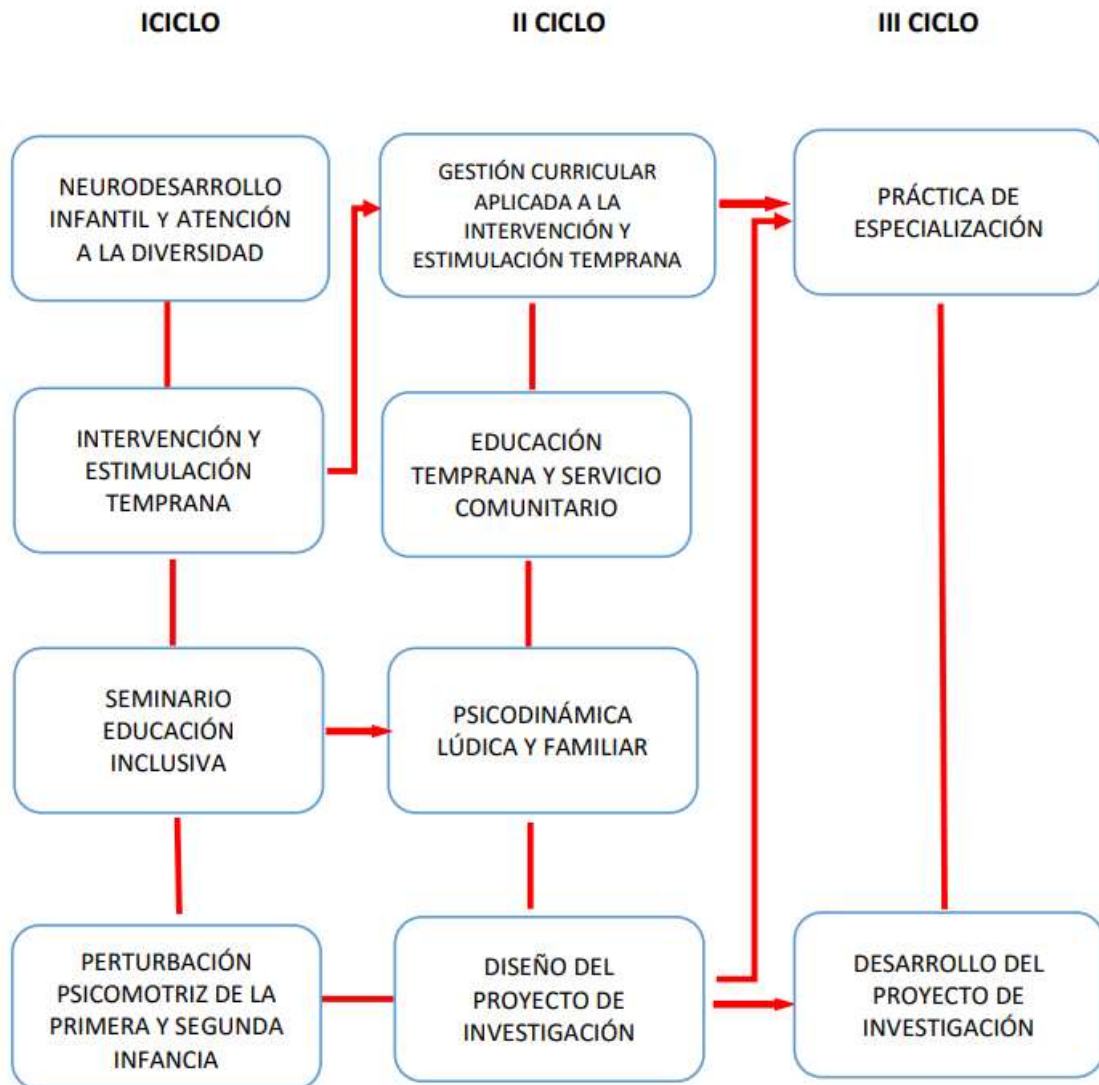 ICICLO
II CICLO
III CICLO
NEURODESARROLLO
INFANTIL Y ATENCIÓN
A LA DIVERSIDAD
GESTIÓN CURRICULAR
APLICADA A LA
INTERVENCIÓN Y
ESTIMULACIÓN TEMPRANA
PRÁCTICA DE
ESPECIALIZACIÓN
INTERVENCIÓN Y
ESTIMULACIÓN
TEMPRANA
EDUCACIÓN
TEMPRANA Y SERVICIO
COMUNITARIO
SEMINARIO
EDUCACIÓN
INCLUSIVA
PSICODINÁMICA
LÚDICA Y FAMILIAR
PERTURBACIÓN
PSICOMOTRIZ DE LA
PRIMERA Y SEGUNDA
INFANCIA
DISEÑO DEL
PROYECTO DE
INVESTIGACIÓN
DESARROLLO DEL
PROYECTO DE
INVESTIGACIÓN